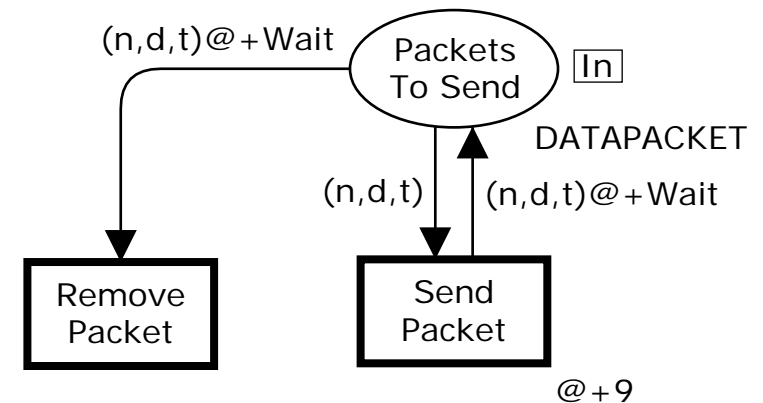 (n,d,t)@+Wait
Packets
To Send
In
DATAPACKET
(n,d,t)
(n,d,t)@+Wait
Remove
Packet
Send
Packet
@+9